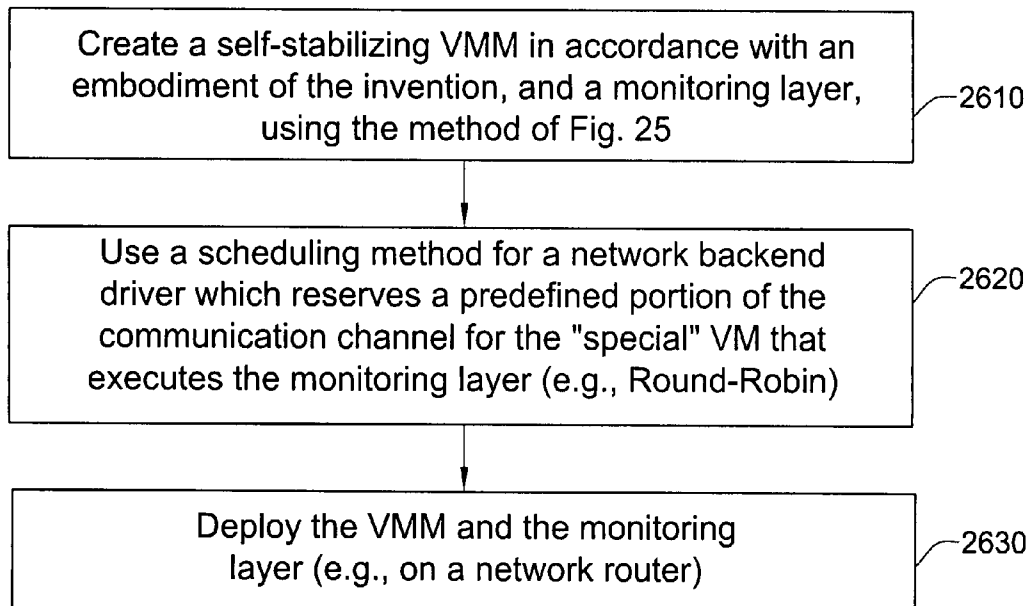 Create a self-stabilizing VMM in accordance with an
embodiment of the invention, and a monitoring layer,
using the method of Fig. 25
2610
Use a scheduling method for a network backend
driver which reserves a predefined portion of the
communication channel for the "special" VM that
executes the monitoring layer (e.g., Round-Robin)
2620
Deploy the VMM and the monitoring
layer (e.g., on a network router)
2630